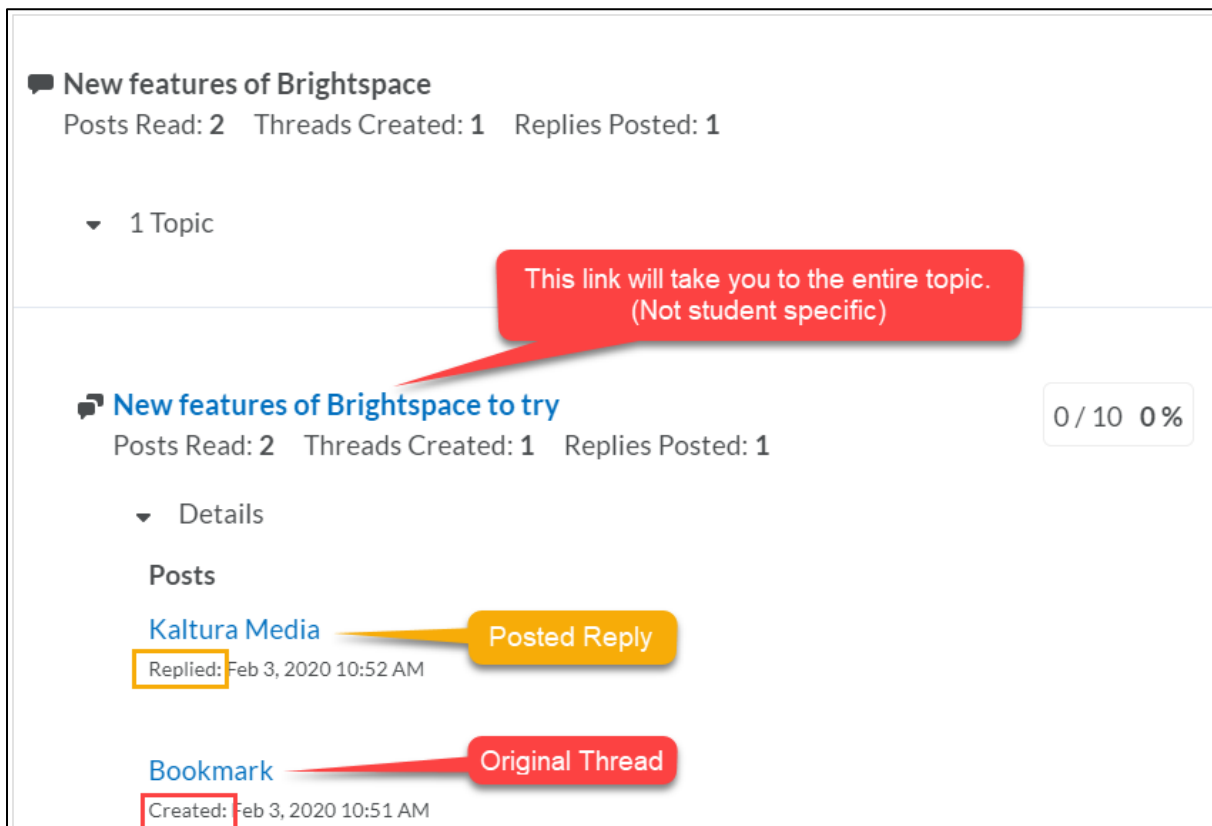 New features of Brightspace
Posts Read: 2 Threads Created: 1 Replies Posted: 1
1 Topic
This link will take you to the entire topic.
(Not student specific)
New features of Brightspace to try
0 / 10 0 %
Posts Read: 2 Threads Created: 1 Replies Posted: 1
Details
Posts
Kaltura Media
Posted Reply
Replied: Feb 3, 2020 10:52 AM
Bookmark
Original Thread
Created: Feb 3, 2020 10:51 AM